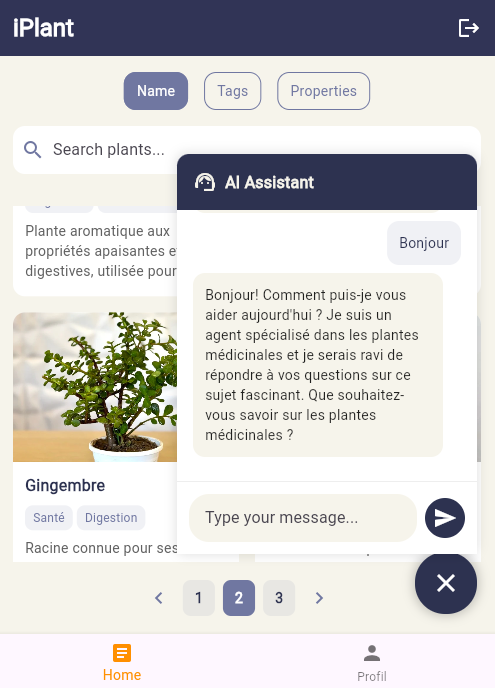 iPlant
Name
Tags
Properties
Search plants...
Plante aromatique aux
propriétés apaisantes e
digestives, utilisée pour
AI Assistant
Bonjour
Bonjour! Comment puis-je vous
aider aujourd'hui ? Je suis un
agent spécialisé dans les plantes
médicinales et je serais ravi de
répondre à vos questions sur ce
sujet fascinant. Que souhaitez-
vous savoir sur les plantes
médicinales ?
Type your message...
Gingembre
Santé
Digestion
Racine connue pour ses
1
2
3
Home
Profil